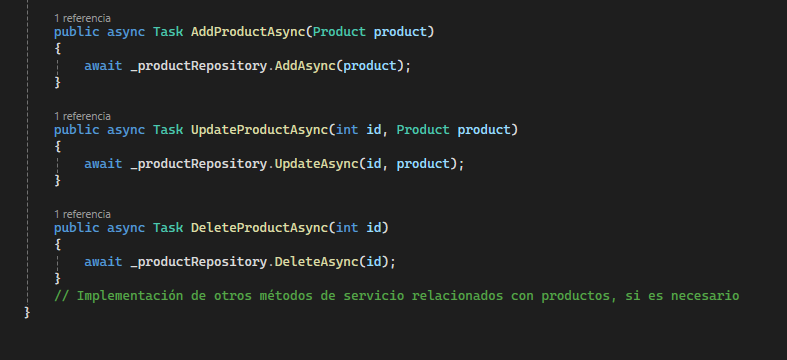 1 referencia
public async Task AddProductAsync(Product product)
{
await _productRepository.AddAsync(product);
}
1 referencia
public async Task UpdateProductAsync(int id, Product product)
{
await _productRepository.UpdateAsync(id, product);
}
1 referencia
public async Task DeleteProductAsync(int id)
{
await _productRepository.DeleteAsync(id);
}
// Implementación de otros métodos de servicio relacionados con productos, si es necesario
}